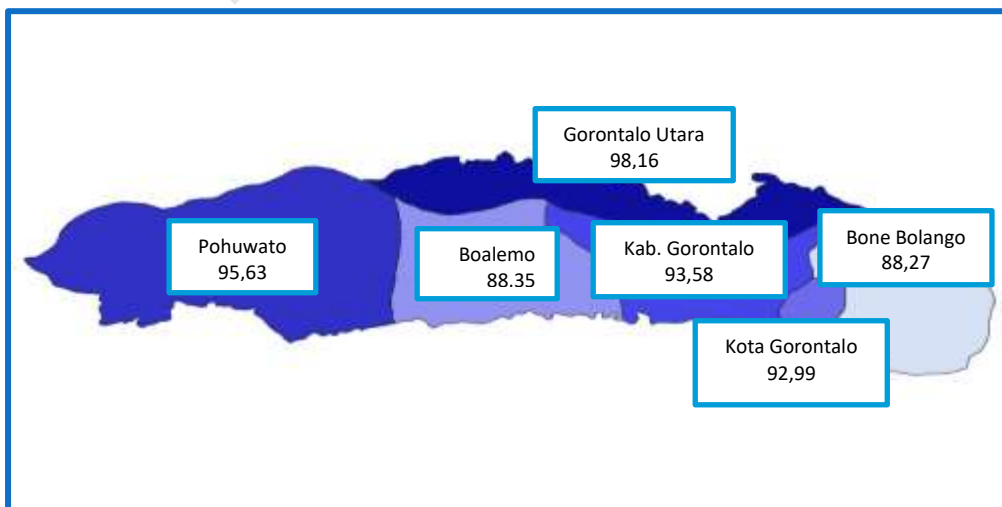 Gorontalo Utara
98,16
Pohuwato
95,63
Boalemo
88.35
Kab. Gorontalo
93,58
Bone Bolango
88,27
Kota Gorontalo
92,99